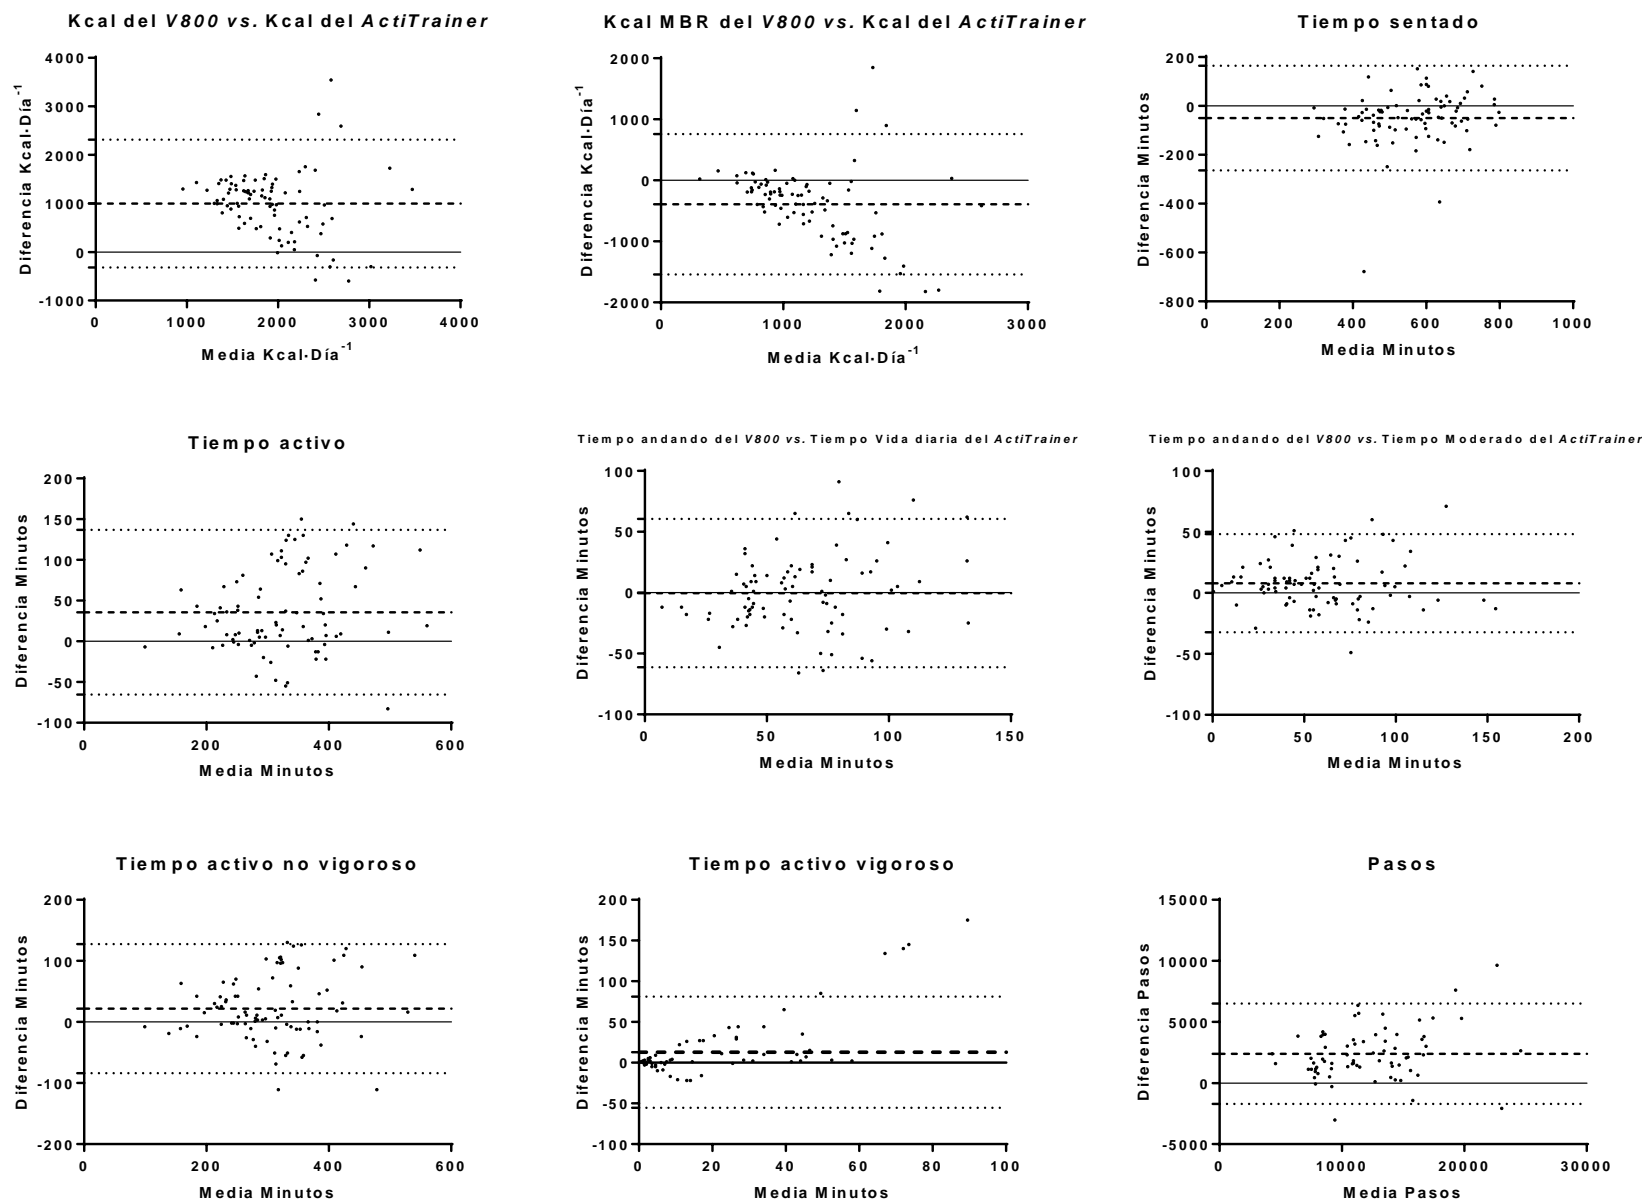 Kcal del V800 vs. Kcal del ActiTrainer
4000
3000
2000
1000
0
-1000
0 1000 2000 3000 4000
Diferencia Kcal·Día-1
Media Kcal·Día-1
Kcal MBR del V800 vs. Kcal del ActiTrainer
2000
1000
0
-1000
-2000
0 1000 2000 3000
Diferencia Kcal·Día-1
Media Kcal·Día-1
Tiempo sentado
200
0
-200
-400
-600
-800
0 200 400 600 800 1000
Diferencia Minutos
Media Minutos
Tiempo activo
200
150
100
50
0
-50
-100
0 200 400 600
Diferencia Minutos
Media Minutos
Tiempo andando del V800 vs. Tiempo Vida diaria del ActiTrainer
100
50
0
-50
-100
0 50 100 150
Diferencia Minutos
Media Minutos
Tiempo andando del V800 vs. Tiempo Moderado del ActiTrainer
100
50
0
-50
-100
0 50 100 150 200
Diferencia Minutos
Media Minutos
Tiempo activo no vigoroso
200
100
0
-100
-200
0 200 400 600
Diferencia Minutos
Media Minutos
Tiempo activo vigoroso
200
150
100
50
0
-50
-100
0 20 40 60 80 100
Diferencia Minutos
Media Minutos
Pasos
15000
10000
5000
0
-5000
0 10000 20000 30000
Diferencia Pasos
Media Pasos